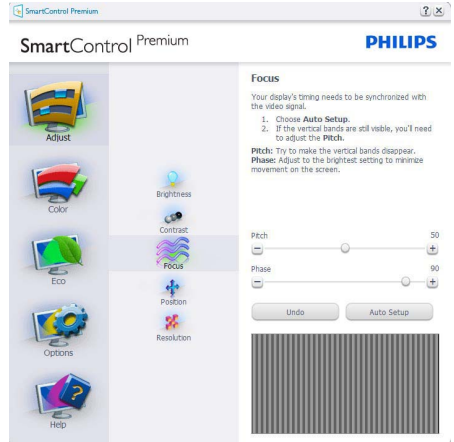 SmartControl Premium
? ×
SmartControl Premium
PHILIPS
Adjust
Color
Eco
Options
Help
Brightness
Contrast
Focus
Position
Resolution
Focus
Your display's timing needs to be synchronized with
the video signal.
1. Choose Auto Setup.
2. If the vertical bands are still visible, you'll need
to adjust the Pitch.
Pitch: Try to make the vertical bands disappear.
Phase: Adjust to the brightest setting to minimize
movement on the screen.
Pitch 50
Phase 90
Undo Auto Setup